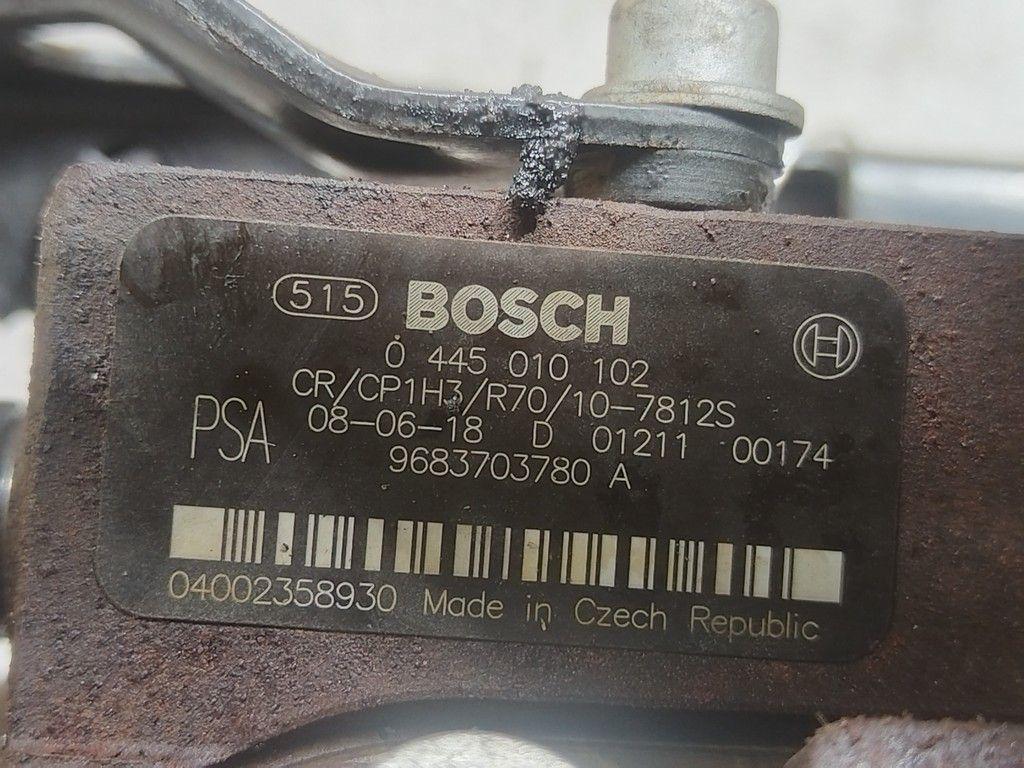 515 BOSCH
0 445 010 102
CR/CP1H3/R70/10-7812S
PSA 08-06-18 D 01211 00174
9683703780 A
04002358930 Made in Czech Republic